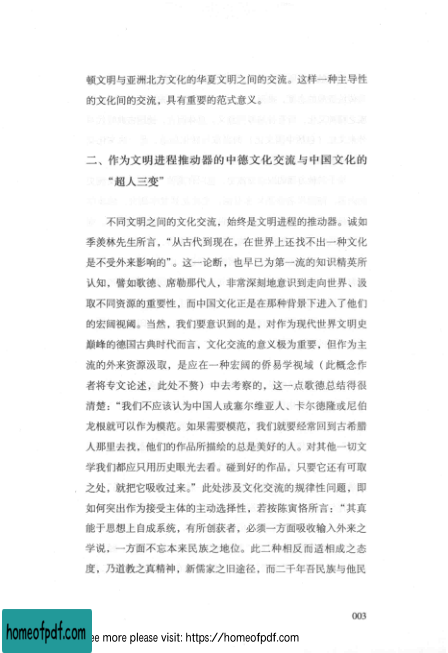 顿文明与亚洲北方文化的华夏文明之间的交流。这样一种主导性
的文化间的交流，具有重要的范式意义。
二、作为文明进程推动器的中德文化交流与中国文化的
“超人三变”
不同文明之间的文化交流，始终是文明进程的推动器。诚如
季羡林先生所言，“从古代到现在，在世界上还找不出一种文化
是不受外来影响的”。这一论断，也早已为第一流的知识精英所
认知，譬如歌德、席勒那代人，非常深刻地意识到走向世界、汲
取不同资源的重要性，而中国文化正是在那种背景下进入了他们
的宏阔视阈。当然，我们要意识到的是，对作为现代世界文明史
巅峰的德国古典时代而言，文化交流的意义极为重要，但作为主
流的外来资源汲取，是应在一种宏阔的侨易学视域（此概念作
者将专文论述，此处不赘）中去考察的，这一点歌德总结得很
清楚：“我们不应该认为中国人或塞尔维亚人、卡尔德隆或尼伯
龙根就可以作为模范。如果需要模范，我们就要经常回到古希腊
人那里去找，他们的作品所描绘的总是美好的人。对其他一切文
学我们都应只用历史眼光去看。碰到好的作品，只要它还有可取
之处，就把它吸收过来。”此处涉及文化交流的规律性问题，即
如何突出作为接受主体的主动选择性，若按陈寅恪所言：“其真
能于思想上自成系统，有所创获者，必须一方面吸收输入外来之
学说，一方面不忘本来民族之地位。此二种相反而适相成之态
度，乃道教之真精神，新儒家之旧途径，而二千年吾民族与他民
003
homeofpdf.com
ee more please visit: https://homeofpdf.com